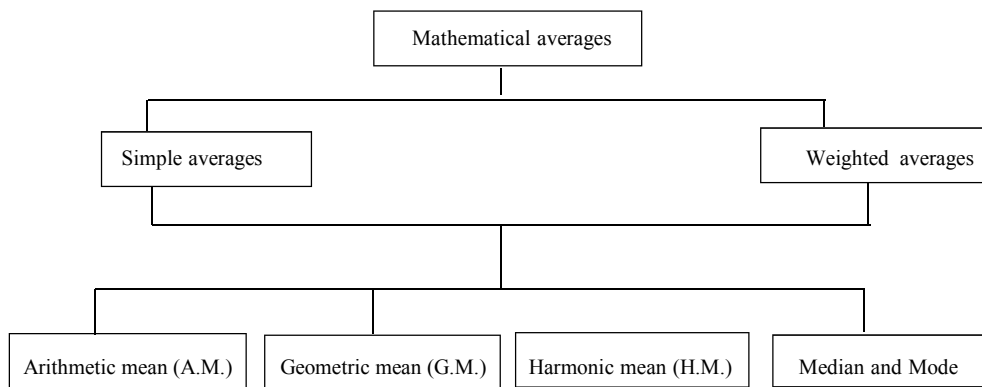 Mathematical averages
Simple averages
Weighted averages
Arithmetic mean (A.M.)
Geometric mean (G.M.)
Harmonic mean (H.M.)
Median and Mode